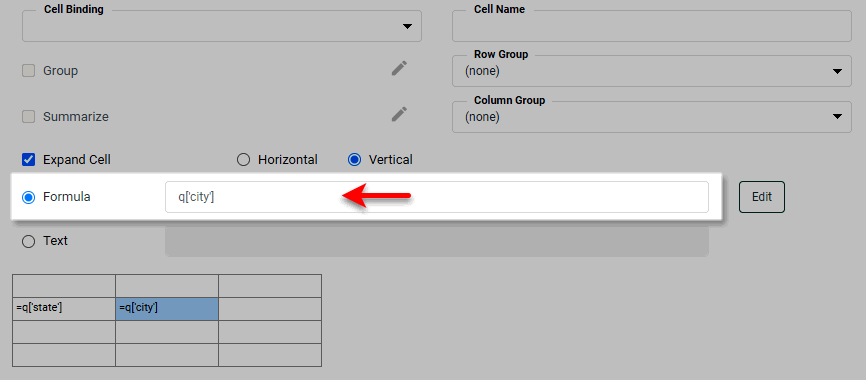 Cell Binding
Cell Name
Group
Row Group
(none)
Summarize
Column Group
(none)
Expand Cell
Horizontal
Vertical
Formula
q['city']
Edit
Text
=q['state']
=q['city']